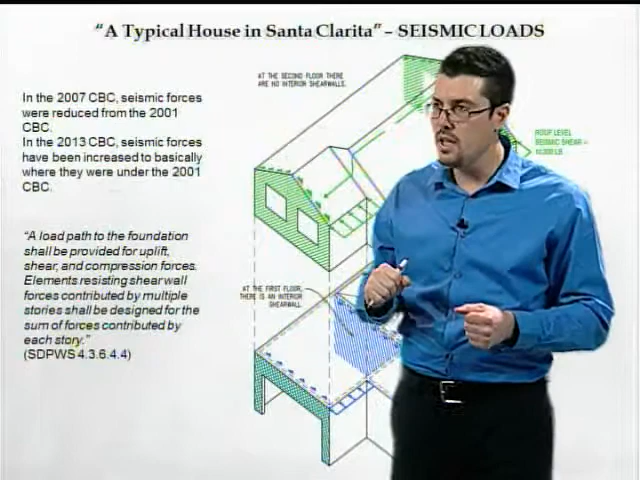 “A Typical House in Santa Clarita” – SEISMIC LOADS
AT THE SECOND FLOOR THERE
ARE NO INTERIOR SHEARWALLS.
In the 2007 CBC, seismic forces
were reduced from the 2001
CBC.
In the 2013 CBC, seismic forces
have been increased to basically
where they were under the 2001
CBC.
ROOF LEVEL
SEISMIC SHEAR =
10,000 LB
“A load path to the foundation
shall be provided for uplift,
shear, and compression forces.
Elements resisting shear wall
forces contributed by multiple
stories shall be designed for the
sum of forces contributed by
each story.”
(SDPWS 4.3.6.4.4)
AT THE FIRST FLOOR,
THERE IS AN INTERIOR
SHEARWALL